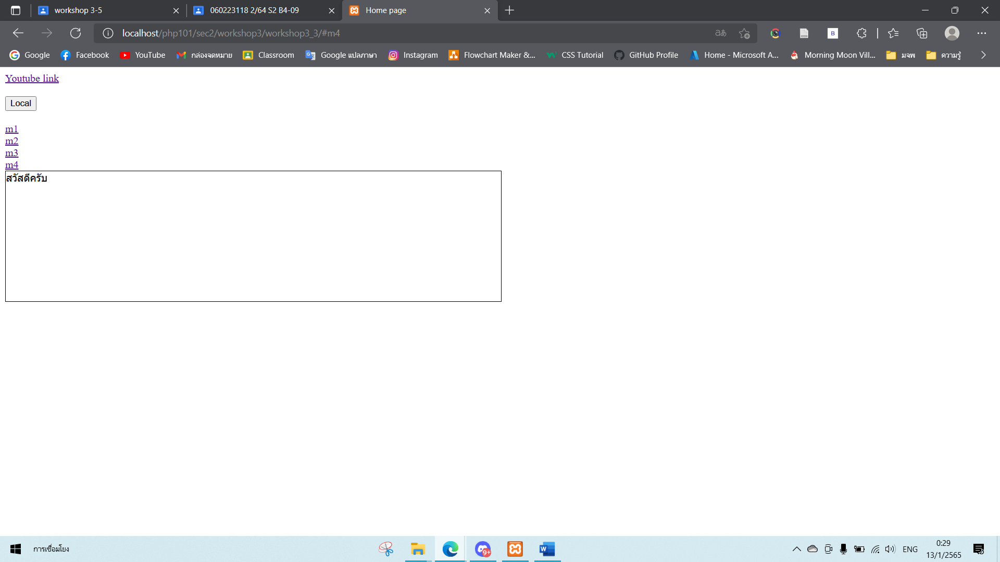 workshop 3-5
060223118 2/64 S2 B4-09
Home page
localhost/php101/sec2/workshop3/workshop3_3/#m4
Google
Facebook
YouTube
กล่องจดหมาย
Classroom
Google แปลภาษา
Instagram
Flowchart Maker &...
CSS Tutorial
GitHub Profile
Home - Microsoft A...
Morning Moon Vill...
มจพ
ความรู้
Youtube link
Local
m1
m2
m3
m4
สวัสดีครับ
การเชื่อมโยง
9+
ENG
0:29
13/1/2565